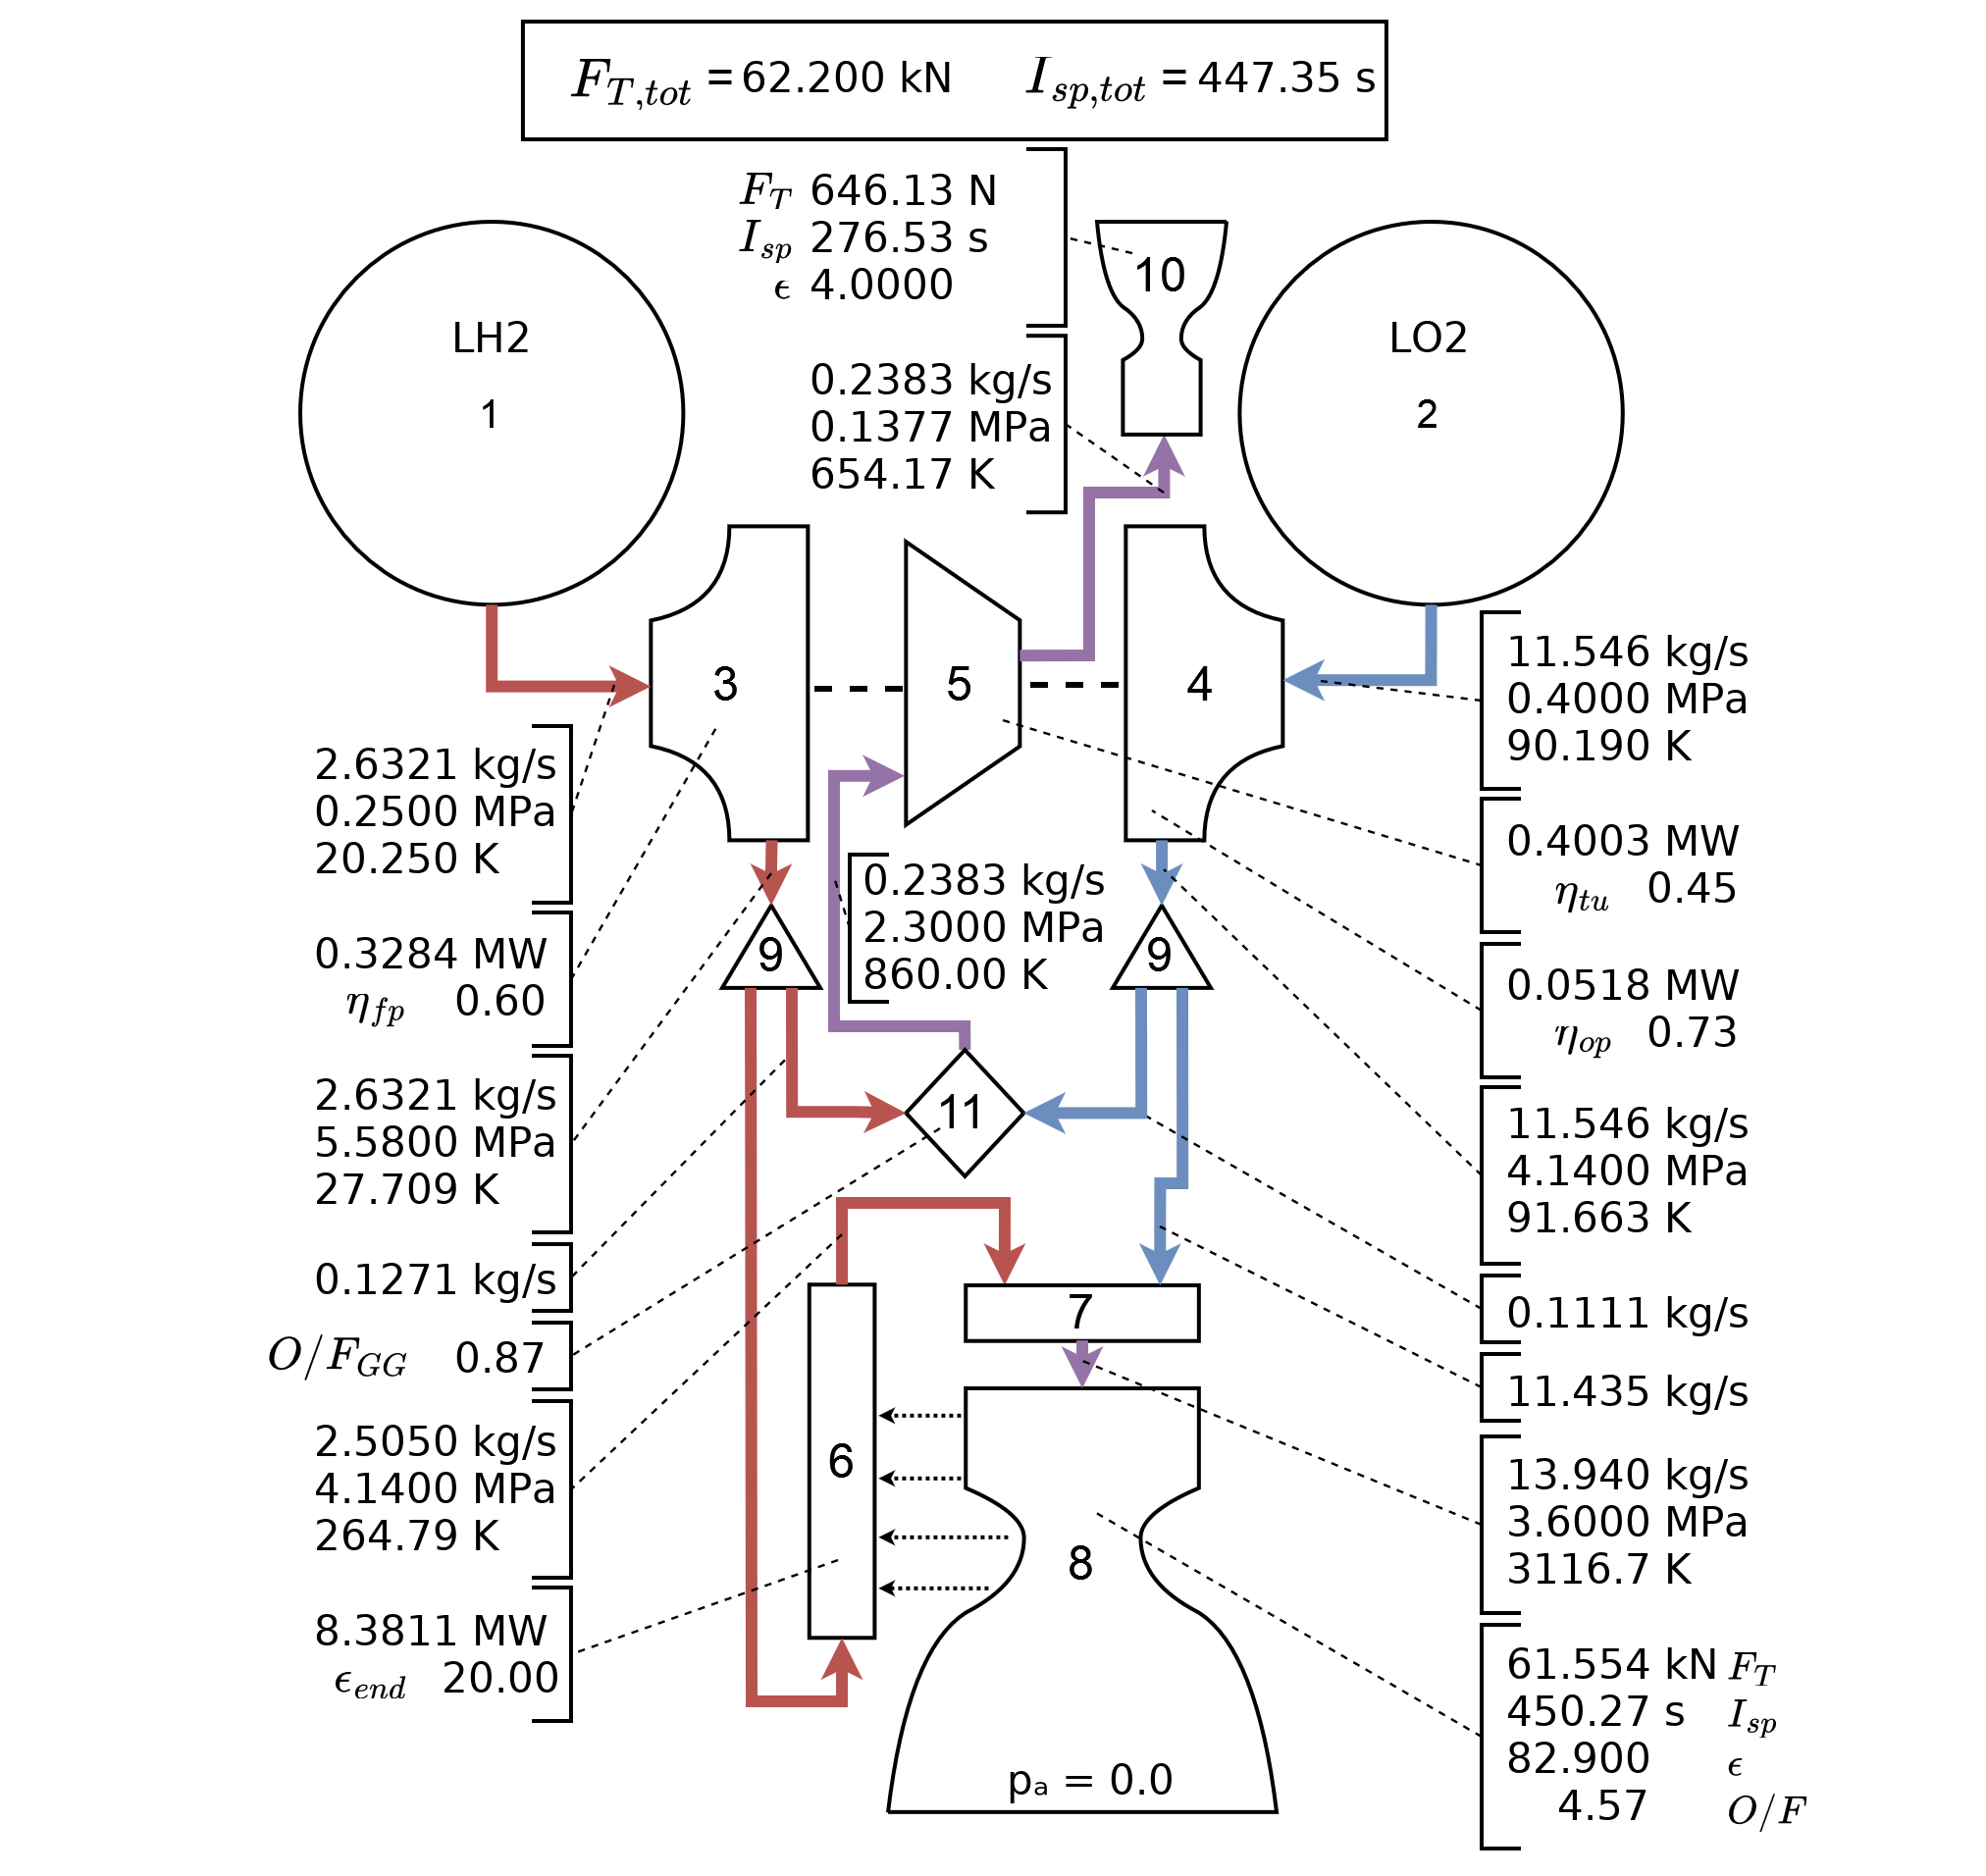 F_{T,tot} = 62.200 kN I_{sp,tot} = 447.35 s
F_T 646.13 N
I_{sp} 276.53 s
ϵ 4.0000
10
LH2
1
LO2
2
0.2383 kg/s
0.1377 MPa
654.17 K
3
5
4
11.546 kg/s
0.4000 MPa
90.190 K
2.6321 kg/s
0.2500 MPa
20.250 K
0.4003 MW
η_{tu} 0.45
0.2383 kg/s
2.3000 MPa
860.00 K
9
9
0.3284 MW
η_{fp} 0.60
0.0518 MW
η_{op} 0.73
2.6321 kg/s
5.5800 MPa
27.709 K
11
11.546 kg/s
4.1400 MPa
91.663 K
0.1271 kg/s
0.1111 kg/s
O/F_{GG} 0.87
7
11.435 kg/s
2.5050 kg/s
4.1400 MPa
264.79 K
6
13.940 kg/s
3.6000 MPa
3116.7 K
8
8.3811 MW
ϵ_{end} 20.00
61.554 kN F_T
450.27 s I_{sp}
82.900 ϵ
4.57 O/F
pₐ = 0.0